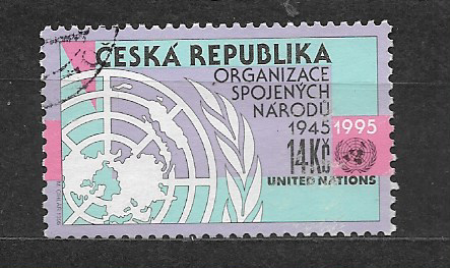 ČESKÁ REPUBLIKA
ORGANIZACE
SPOJENÝCH
NÁRODŮ
1945 1995
14Kč
UNITED NATIONS